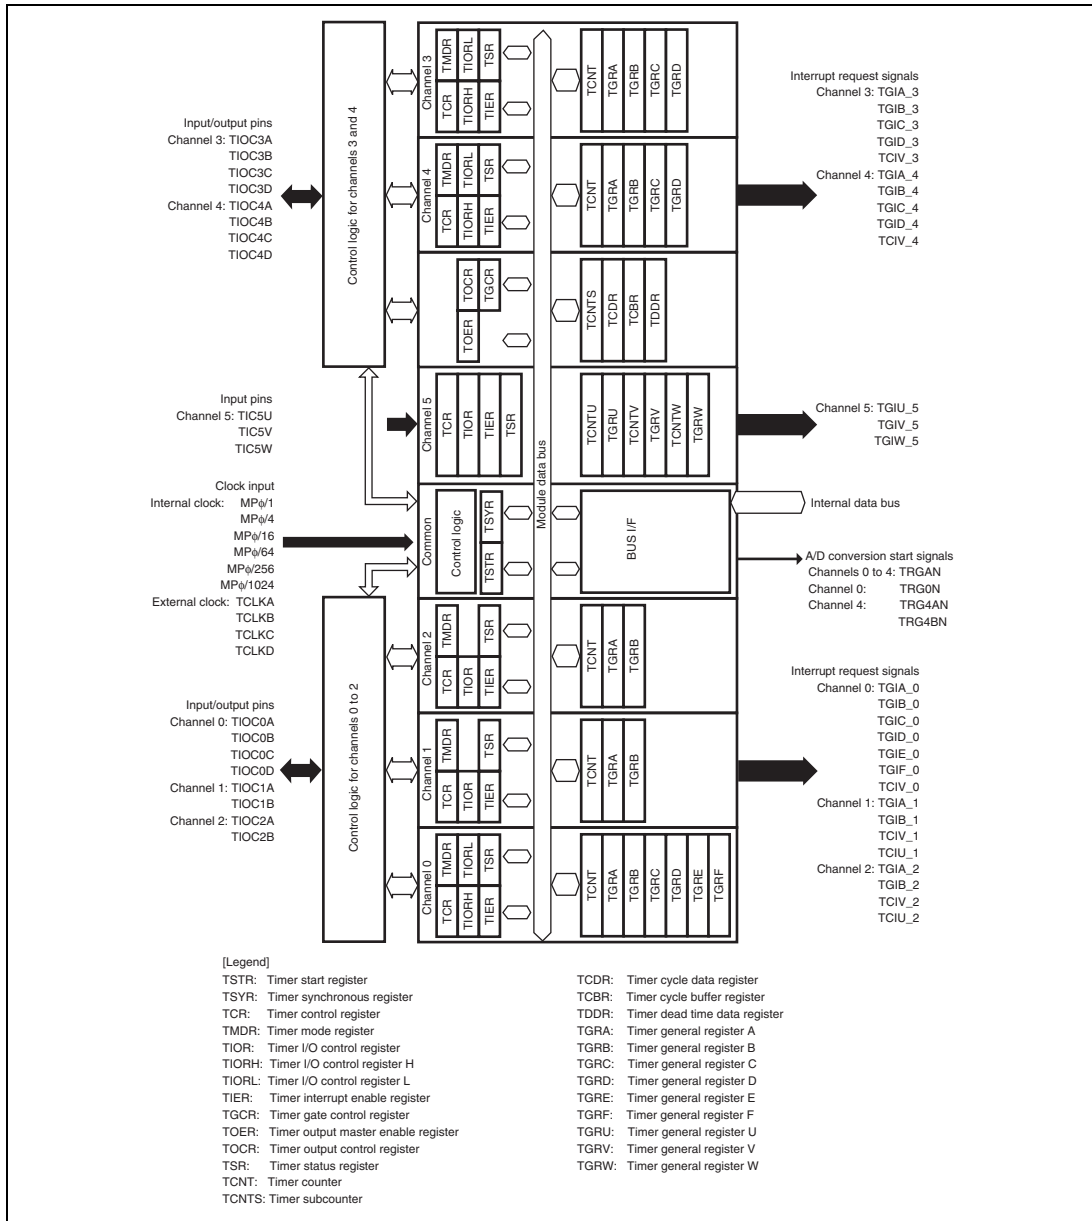 Input/output pins
Channel 3: TIOC3A
TIOC3B
TIOC3C
TIOC3D
Channel 4: TIOC4A
TIOC4B
TIOC4C
TIOC4D
Input pins
Channel 5: TIC5U
TIC5V
TIC5W
Clock input
Internal clock: MPφ/1
MPφ/4
MPφ/16
MPφ/64
MPφ/256
MPφ/1024
External clock: TCLKA
TCLKB
TCLKC
TCLKD
Input/output pins
Channel 0: TIOC0A
TIOC0B
TIOC0C
TIOC0D
Channel 1: TIOC1A
TIOC1B
Channel 2: TIOC2A
TIOC2B
Control logic for channels 3 and 4
Control logic for channels 0 to 2
Channel 3
TMDR
TIORL
TSR
TCR
TIORH
TIER
TCNT
TGRA
TGRB
TGRC
TGRD
Channel 4
TMDR
TIORL
TSR
TCR
TIORH
TIER
TCNT
TGRA
TGRB
TGRC
TGRD
TOCR
TGCR
TOER
TCNTS
TCDR
TCBR
TDDR
Channel 5
TCR
TIOR
TIER
TSR
TCNTU
TGRU
TCNTV
TGRV
TCNTW
TGRW
Module data bus
Common
Control logic
TSYR
TSTR
BUS I/F
Channel 2
TMDR
TSR
TCR
TIOR
TIER
TCNT
TGRA
TGRB
Channel 1
TMDR
TSR
TCR
TIOR
TIER
TCNT
TGRA
TGRB
Channel 0
TMDR
TIORL
TSR
TCR
TIORH
TIER
TCNT
TGRA
TGRB
TGRC
TGRD
TGRE
TGRF
Interrupt request signals
Channel 3: TGIA_3
TGIB_3
TGIC_3
TGID_3
TCIV_3
Channel 4: TGIA_4
TGIB_4
TGIC_4
TGID_4
TCIV_4
Channel 5: TGIU_5
TGIV_5
TGIW_5
Internal data bus
A/D conversion start signals
Channels 0 to 4: TRGAN
Channel 0: TRG0N
Channel 4: TRG4AN
TRG4BN
Interrupt request signals
Channel 0: TGIA_0
TGIB_0
TGIC_0
TGID_0
TGIE_0
TGIF_0
TCIV_0
Channel 1: TGIA_1
TGIB_1
TCIV_1
TCIU_1
Channel 2: TGIA_2
TGIB_2
TCIV_2
TCIU_2
[Legend]
TSTR: Timer start register
TSYR: Timer synchronous register
TCR: Timer control register
TMDR: Timer mode register
TIOR: Timer I/O control register
TIORH: Timer I/O control register H
TIORL: Timer I/O control register L
TIER: Timer interrupt enable register
TGCR: Timer gate control register
TOER: Timer output master enable register
TOCR: Timer output control register
TSR: Timer status register
TCNT: Timer counter
TCNTS: Timer subcounter
TCDR: Timer cycle data register
TCBR: Timer cycle buffer register
TDDR: Timer dead time data register
TGRA: Timer general register A
TGRB: Timer general register B
TGRC: Timer general register C
TGRD: Timer general register D
TGRE: Timer general register E
TGRF: Timer general register F
TGRU: Timer general register U
TGRV: Timer general register V
TGRW: Timer general register W